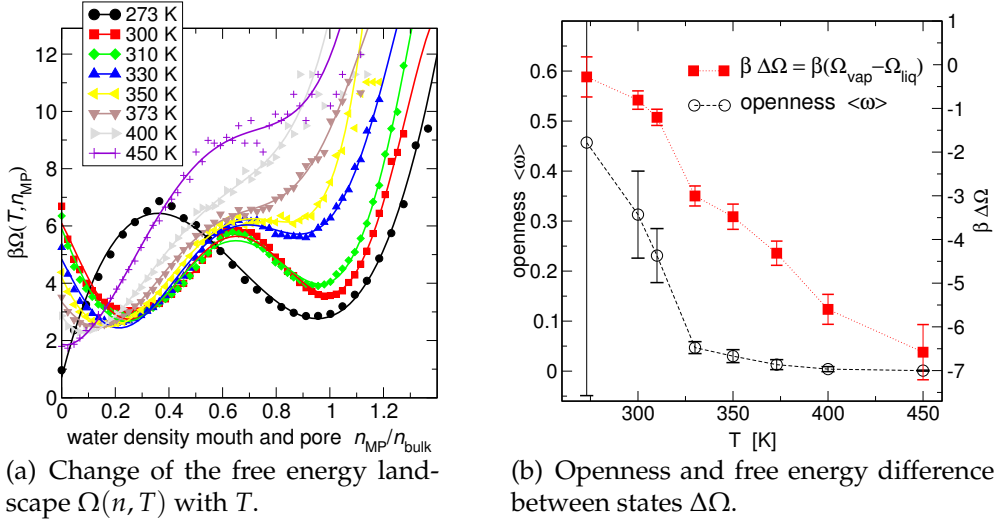 273 K
300 K
310 K
330 K
350 K
373 K
400 K
450 K
βΩ(T,n_MP)
12
10
8
6
4
2
0
0
0.2
0.4
0.6
0.8
1.0
1.2
water density mouth and pore n_MP/n_bulk
(a) Change of the free energy land-
scape Ω(n, T) with T.
β ΔΩ = β(Ω_vap−Ω_liq)
openness <ω>
openness <ω>
0.6
0.5
0.4
0.3
0.2
0.1
0
300
350
400
450
T [K]
1
0
-1
-2
-3
-4
-5
-6
-7
β ΔΩ
(b) Openness and free energy difference
between states ΔΩ.